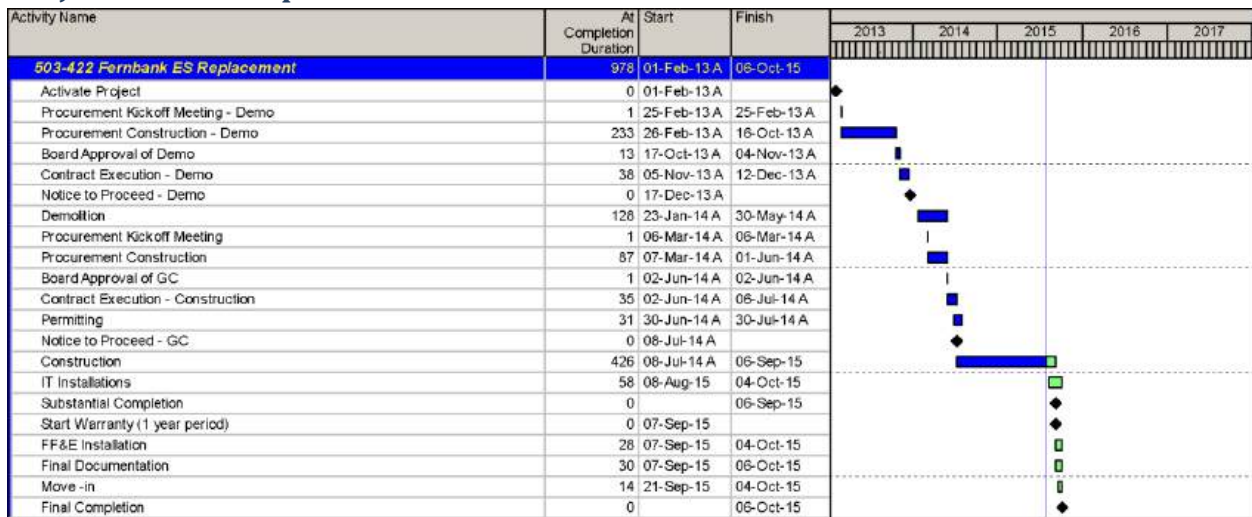 Activity Name At Completion Duration Start Finish
2013 2014 2015 2016 2017
503-422 Fernbank ES Replacement 978 01-Feb-13 A 06-Oct-15
Activate Project 0 01-Feb-13 A
Procurement Kickoff Meeting - Demo 1 25-Feb-13 A 25-Feb-13 A
Procurement Construction - Demo 233 26-Feb-13 A 16-Oct-13 A
Board Approval of Demo 13 17-Oct-13 A 04-Nov-13 A
Contract Execution - Demo 38 05-Nov-13 A 12-Dec-13 A
Notice to Proceed - Demo 0 17-Dec-13 A
Demolition 128 23-Jan-14 A 30-May-14 A
Procurement Kickoff Meeting 1 06-Mar-14 A 06-Mar-14 A
Procurement Construction 87 07-Mar-14 A 01-Jun-14 A
Board Approval of GC 1 02-Jun-14 A 02-Jun-14 A
Contract Execution - Construction 35 02-Jun-14 A 06-Jul-14 A
Permitting 31 30-Jun-14 A 30-Jul-14 A
Notice to Proceed - GC 0 08-Jul-14 A
Construction 426 08-Jul-14 A 06-Sep-15
IT Installations 58 08-Aug-15 04-Oct-15
Substantial Completion 0 06-Sep-15
Start Warranty (1 year period) 0 07-Sep-15
FF&E Installation 28 07-Sep-15 04-Oct-15
Final Documentation 30 07-Sep-15 06-Oct-15
Move -in 14 21-Sep-15 04-Oct-15
Final Completion 0 06-Oct-15